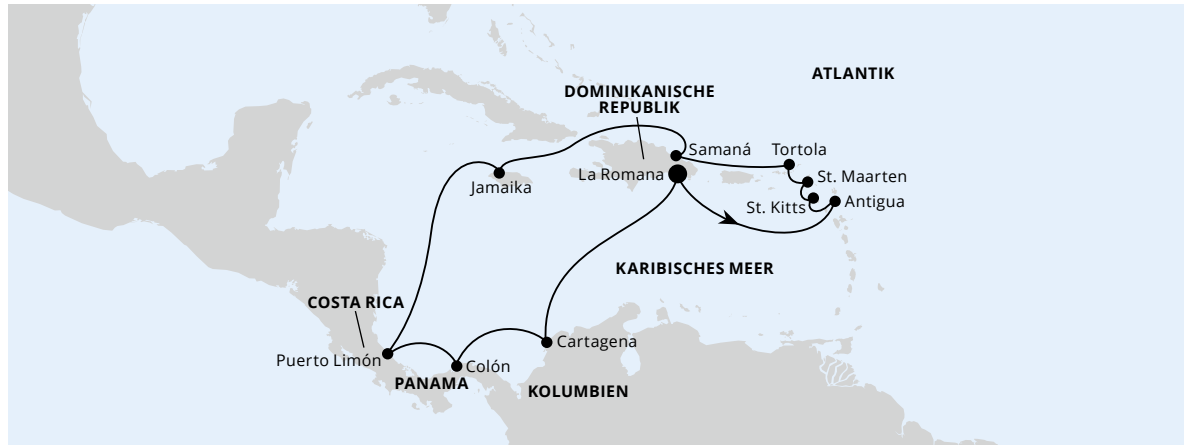 ATLANTIK
DOMINIKANISCHE
REPUBLIK
Samaná
Tortola
La Romana
St. Maarten
Jamaika
St. Kitts
Antigua
KARIBISCHES MEER
COSTA RICA
Puerto Limón
Cartagena
Colón
PANAMA
KOLUMBIEN